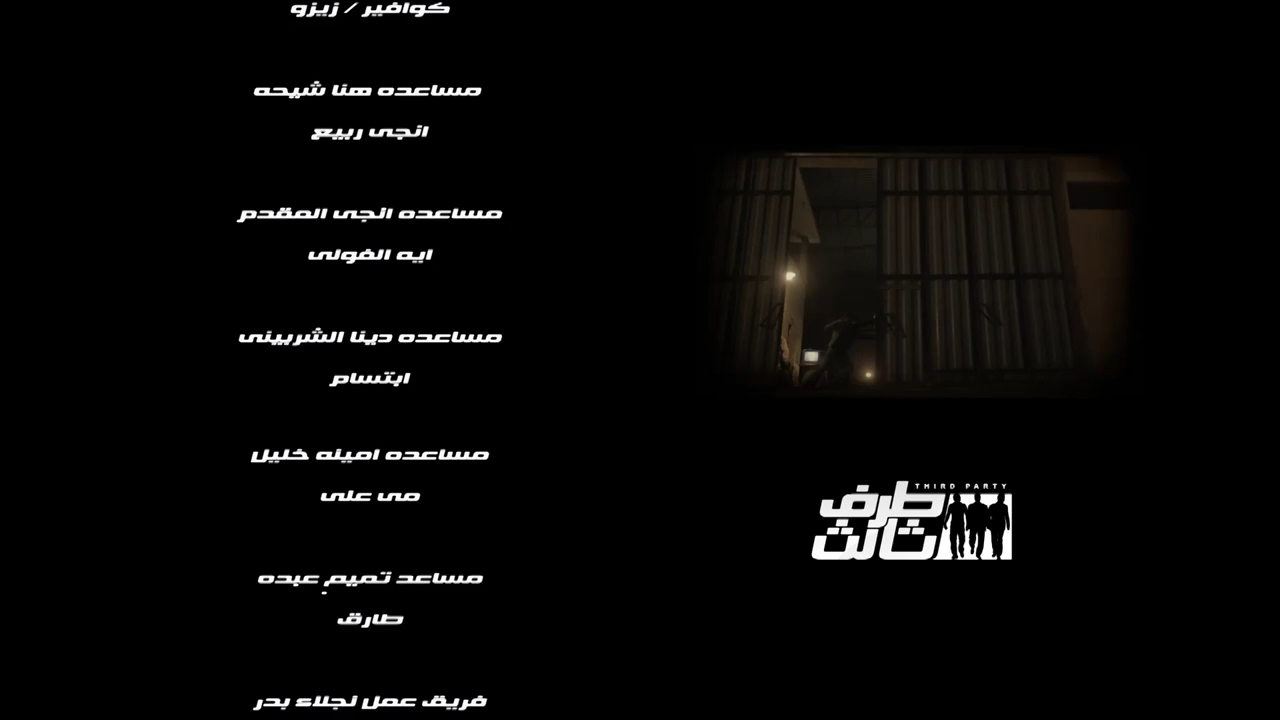 كوافير / زيزو
مساعده هنا شيحه
انجى ربيع
مساعده انجى المقدم
ايه الفولى
مساعده دينا الشربينى
ابتسام
مساعده امينه خليل
مى على
مساعد تميم عبده
طارق
فريق عمل نجلاء بدر
THIRD PARTY
طرف
ثالث